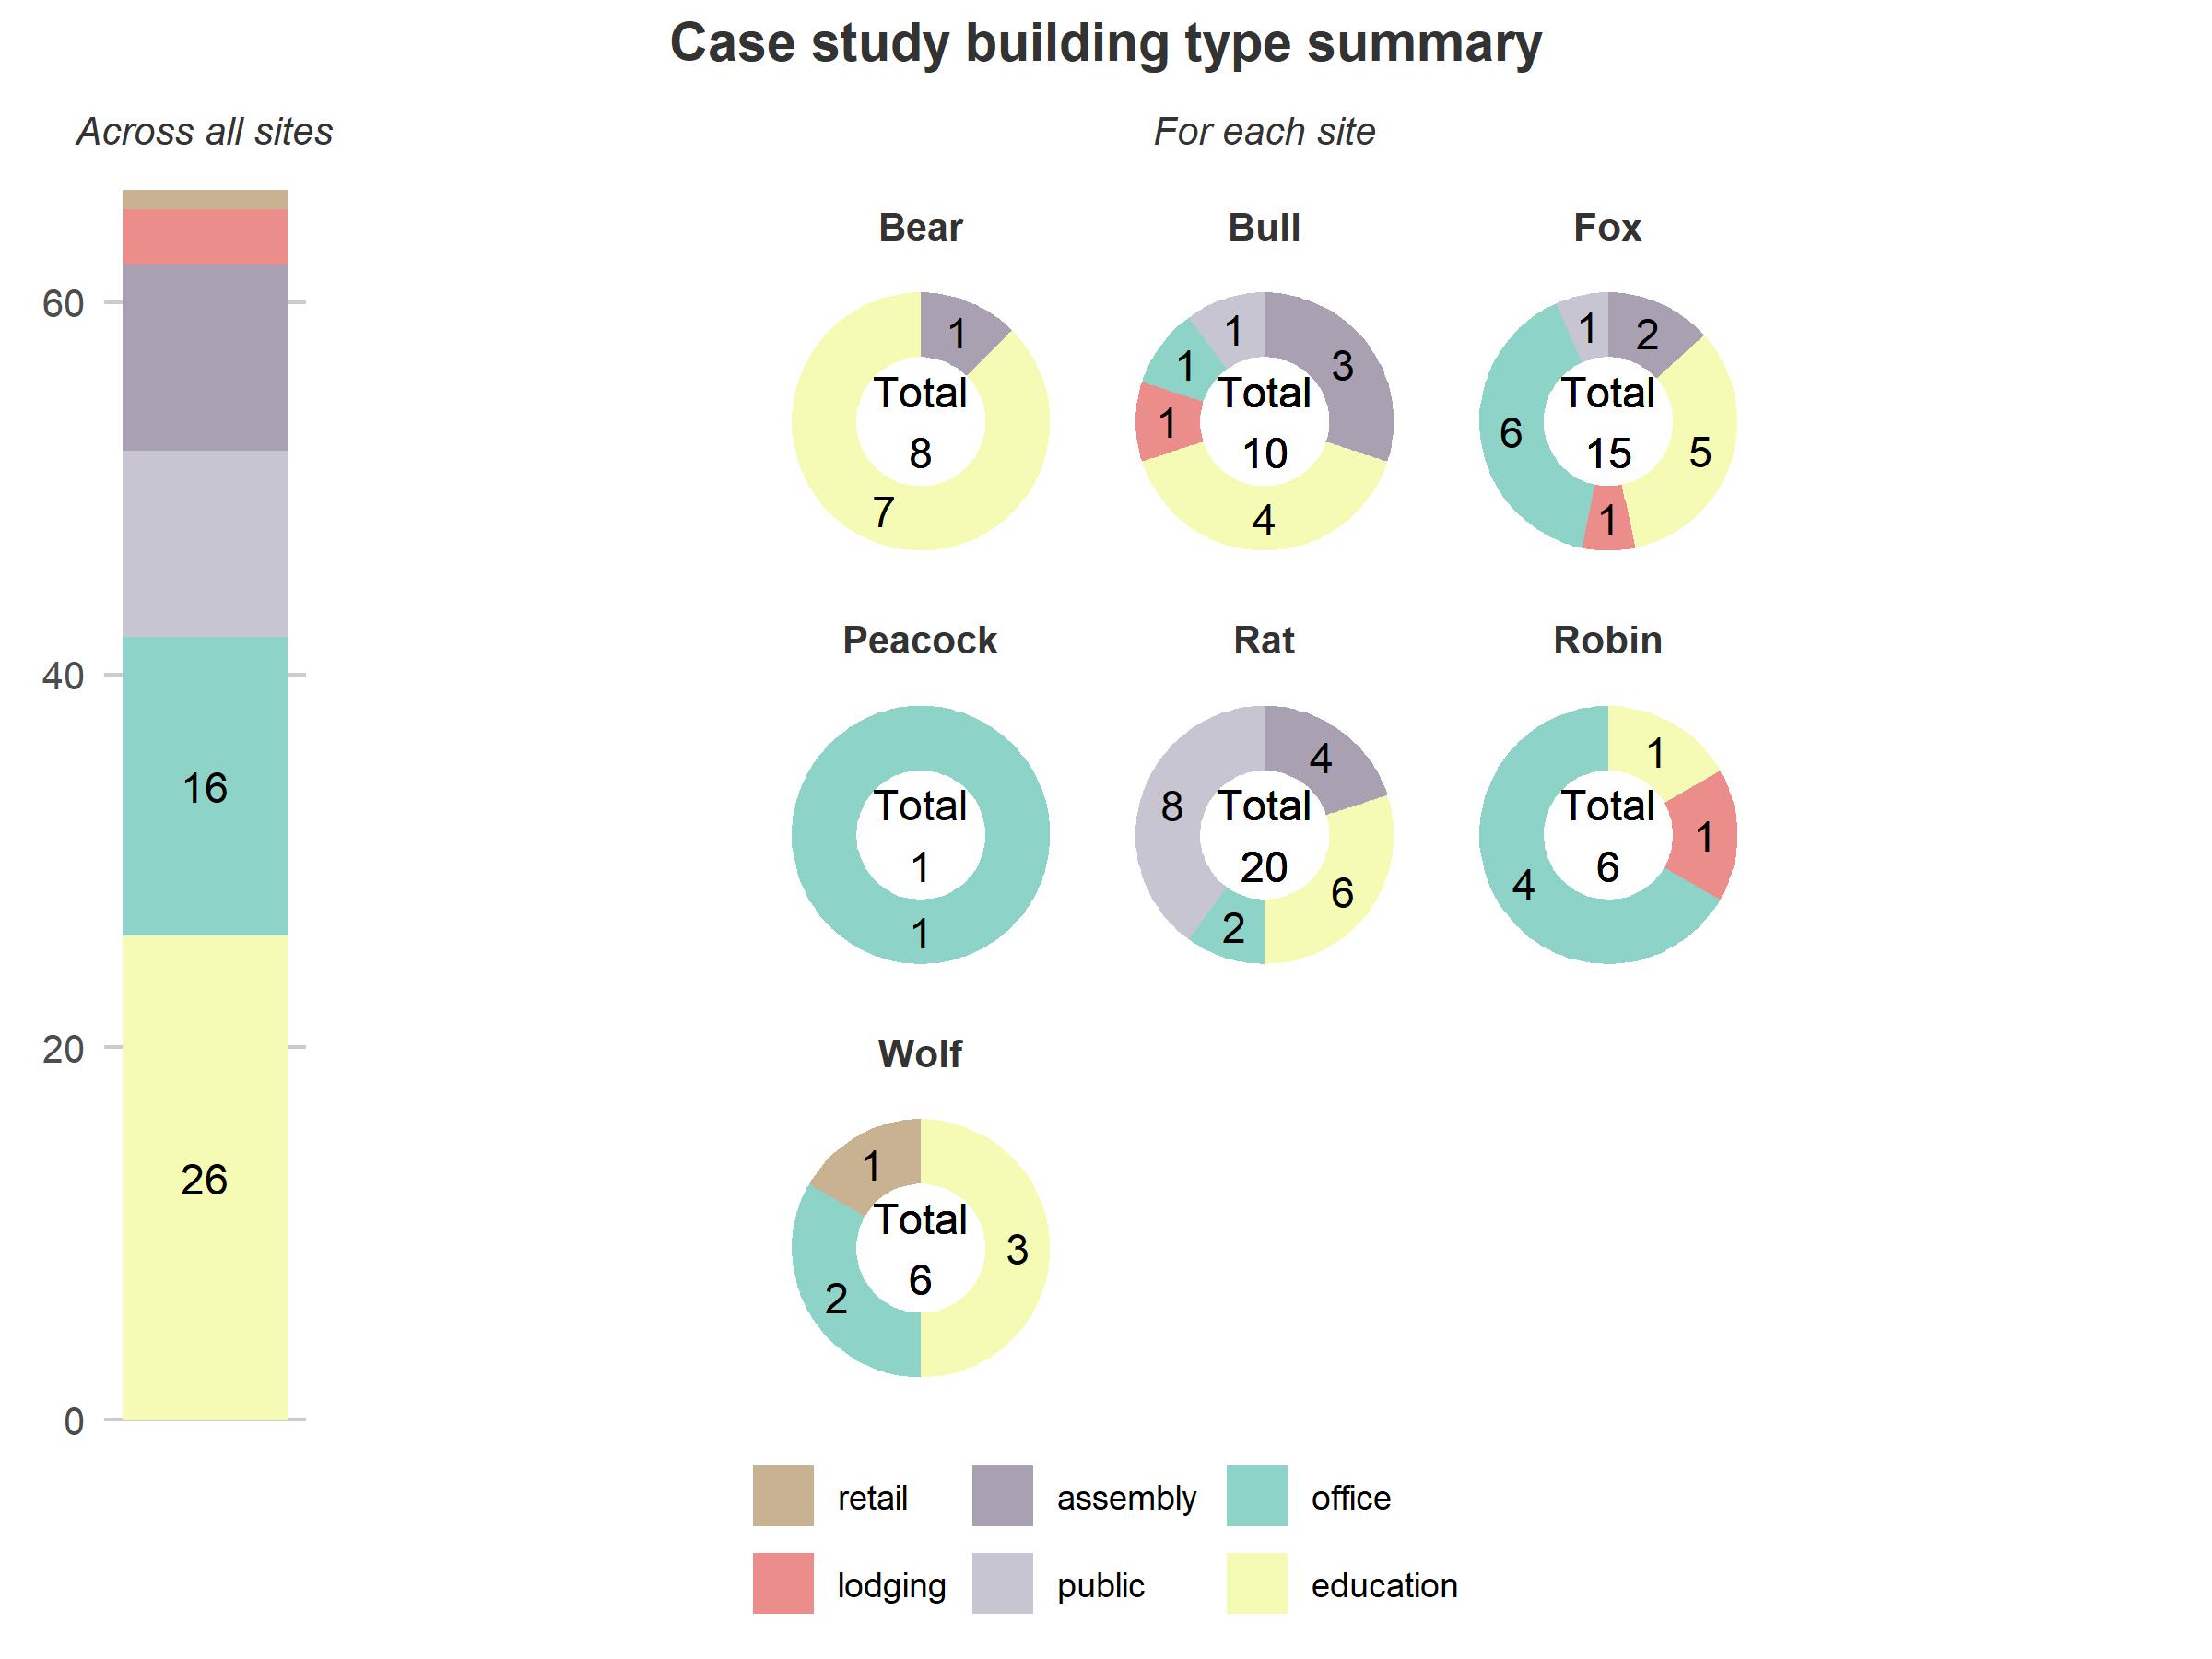 Case study building type summary
Across all sites
60
40
20
0
16
26
For each site
Bear
Bull
Fox
1
7
Total
8
3
4
1
1
1
Total
10
2
5
1
6
1
Total
15
Peacock
Rat
Robin
1
Total
1
4
6
2
8
Total
20
1
1
4
Total
6
Wolf
3
2
1
Total
6
retail
assembly
office
lodging
public
education